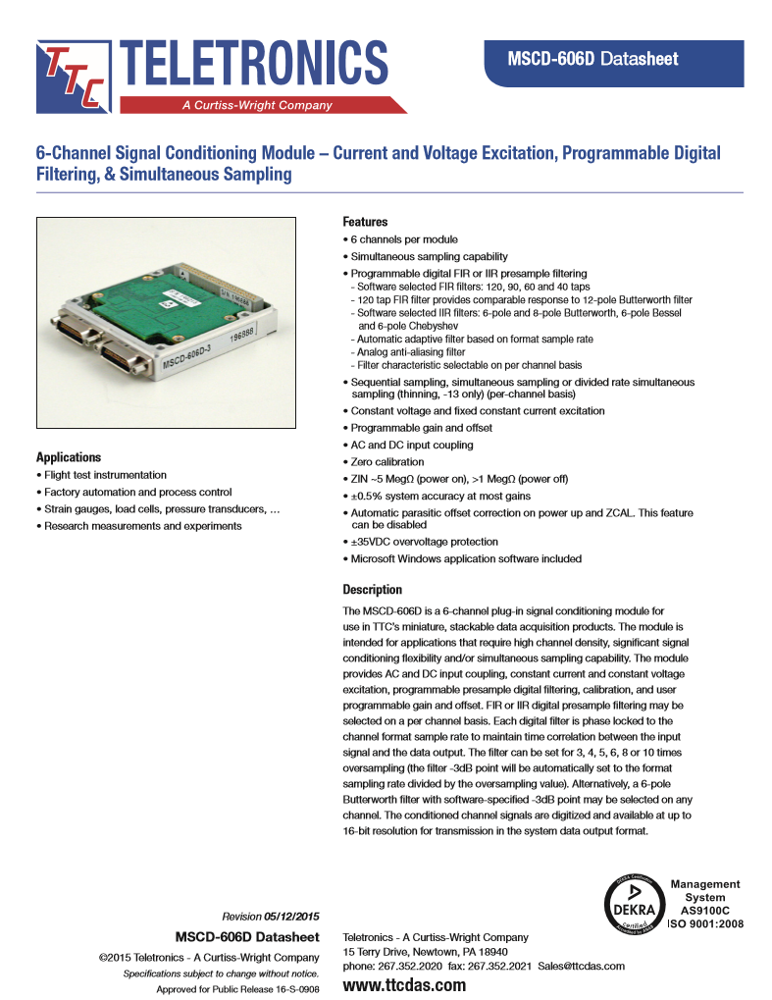 TTC
TELETRONICS
A Curtiss-Wright Company
MSCD-606D Datasheet
6-Channel Signal Conditioning Module – Current and Voltage Excitation, Programmable Digital
Filtering, & Simultaneous Sampling
S/N 196888
MSCD-606D-3
196888
Applications
• Flight test instrumentation
• Factory automation and process control
• Strain gauges, load cells, pressure transducers, …
• Research measurements and experiments
Features
• 6 channels per module
• Simultaneous sampling capability
• Programmable digital FIR or IIR presample filtering
- Software selected FIR filters: 120, 90, 60 and 40 taps
- 120 tap FIR filter provides comparable response to 12-pole Butterworth filter
- Software selected IIR filters: 6-pole and 8-pole Butterworth, 6-pole Bessel
and 6-pole Chebyshev
- Automatic adaptive filter based on format sample rate
- Analog anti-aliasing filter
- Filter characteristic selectable on per channel basis
• Sequential sampling, simultaneous sampling or divided rate simultaneous
sampling (thinning, -13 only) (per-channel basis)
• Constant voltage and fixed constant current excitation
• Programmable gain and offset
• AC and DC input coupling
• Zero calibration
• ZIN ~5 MegΩ (power on), >1 MegΩ (power off)
• ±0.5% system accuracy at most gains
• Automatic parasitic offset correction on power up and ZCAL. This feature
can be disabled
• ±35VDC overvoltage protection
• Microsoft Windows application software included
Description
The MSCD-606D is a 6-channel plug-in signal conditioning module for
use in TTC's miniature, stackable data acquisition products. The module is
intended for applications that require high channel density, significant signal
conditioning flexibility and/or simultaneous sampling capability. The module
provides AC and DC input coupling, constant current and constant voltage
excitation, programmable presample digital filtering, calibration, and user
programmable gain and offset. FIR or IIR digital presample filtering may be
selected on a per channel basis. Each digital filter is phase locked to the
channel format sample rate to maintain time correlation between the input
signal and the data output. The filter can be set for 3, 4, 5, 6, 8 or 10 times
oversampling (the filter -3dB point will be automatically set to the format
sampling rate divided by the oversampling value). Alternatively, a 6-pole
Butterworth filter with software-specified -3dB point may be selected on any
channel. The conditioned channel signals are digitized and available at up to
16-bit resolution for transmission in the system data output format.
DEKRA Certification
DEKRA
certified
Management
System
AS9100C
ISO 9001:2008
Revision 05/12/2015
MSCD-606D Datasheet
©2015 Teletronics - A Curtiss-Wright Company
Specifications subject to change without notice.
Approved for Public Release 16-S-0908
Teletronics - A Curtiss-Wright Company
15 Terry Drive, Newtown, PA 18940
phone: 267.352.2020 fax: 267.352.2021 Sales@ttcdas.com
www.ttcdas.com